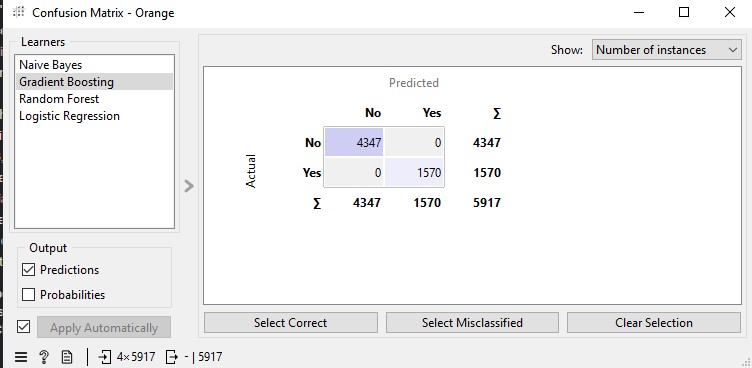 Confusion Matrix - Orange
Learners
Naive Bayes
Gradient Boosting
Random Forest
Logistic Regression
Output
Predictions
Probabilities
Apply Automatically
Show: Number of instances
Predicted
No Yes Σ
Actual
No 4347 0 4347
Yes 0 1570 1570
Σ 4347 1570 5917
Select Correct Select Misclassified Clear Selection
? 4×5917 - | 5917